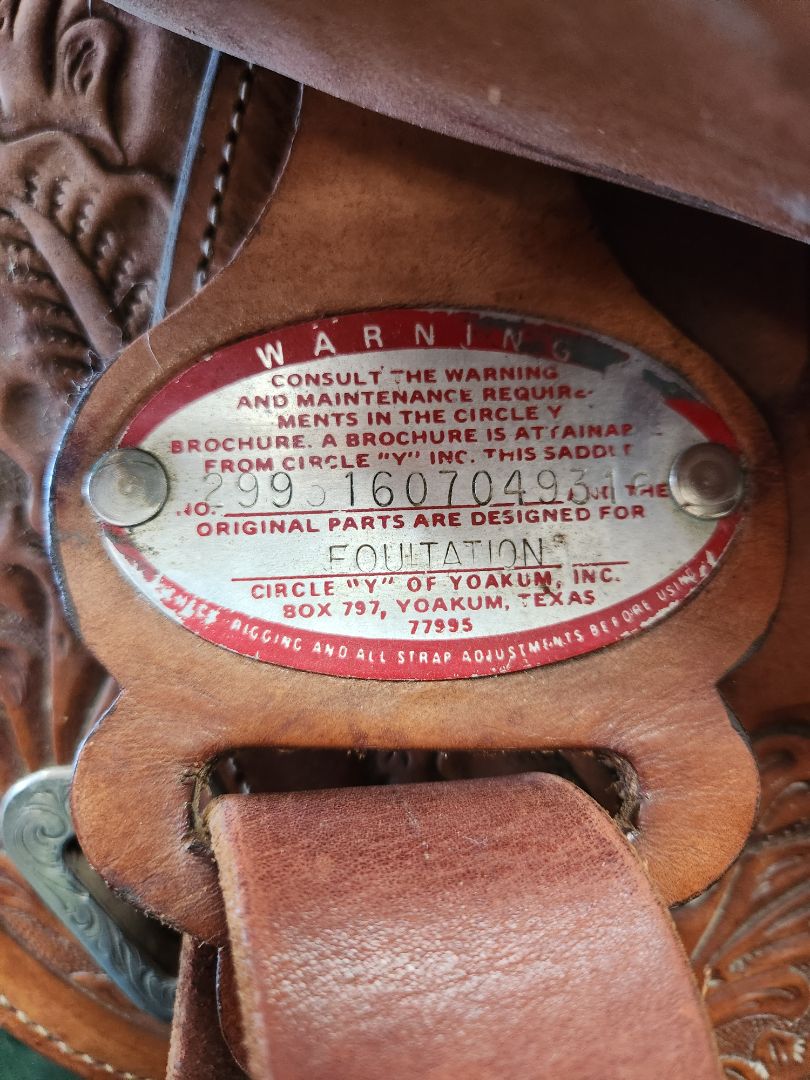 WARNING
CONSULT THE WARNING
AND MAINTENANCE REQUIRE-
MENTS IN THE CIRCLE Y
BROCHURE. A BROCHURE IS
FROM CIRCLE "Y" INC. THIS SADDLE
NO. THE
ORIGINAL PARTS ARE DESIGNED FOR
EQUITATION
CIRCLE "Y" OF YOAKUM, INC.
BOX 797, YOAKUM, TEXAS
77995
RIGGING AND ALL STRAP ADJUSTMENTS BEFORE USING